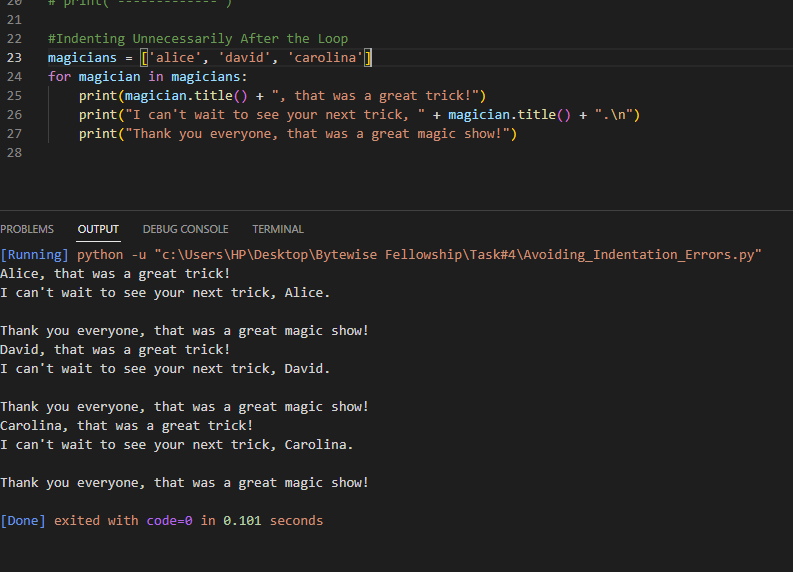 20 # print('-------------')
21
22 #Indenting Unnecessarily After the Loop
23 magicians = ['alice', 'david', 'carolina']
24 for magician in magicians:
25 print(magician.title() + ", that was a great trick!")
26 print("I can't wait to see your next trick, " + magician.title() + ".\n")
27 print("Thank you everyone, that was a great magic show!")
28
PROBLEMS OUTPUT DEBUG CONSOLE TERMINAL
[Running] python -u "c:\Users\HP\Desktop\Bytewise Fellowship\Task#4\Avoiding_Indentation_Errors.py"
Alice, that was a great trick!
I can't wait to see your next trick, Alice.

Thank you everyone, that was a great magic show!
David, that was a great trick!
I can't wait to see your next trick, David.

Thank you everyone, that was a great magic show!
Carolina, that was a great trick!
I can't wait to see your next trick, Carolina.

Thank you everyone, that was a great magic show!

[Done] exited with code=0 in 0.101 seconds